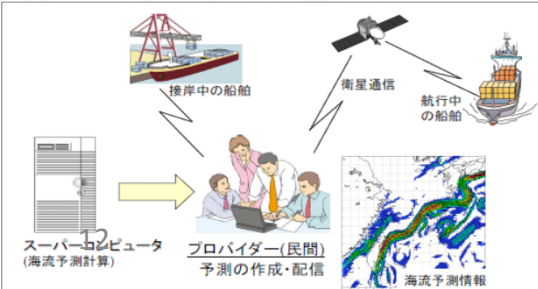 接岸中の船舶
衛星通信
航行中
の船舶
12
スーパーコンピュータ
(海流予測計算)
プロバイダー(民間)
予測の作成・配信
海流予測情報